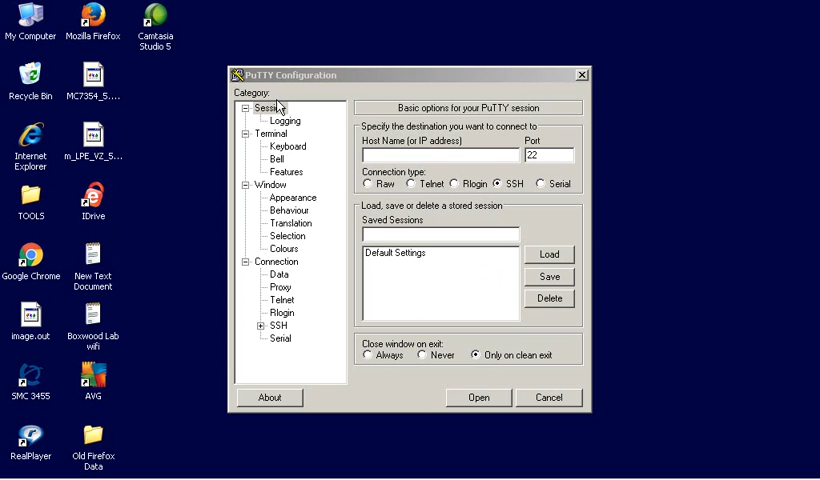 My Computer
Mozilla Firefox
Camtasia
Studio 5
Recycle Bin
MC7354_5....
Internet
Explorer
m_LPE_VZ_5...
TOOLS
IDrive
Google Chrome
New Text
Document
image.out
Boxwood Lab
wifi
SMC 3455
AVG
RealPlayer
Old Firefox
Data
PuTTY Configuration
Category:
Session
Logging
Terminal
Keyboard
Bell
Features
Window
Appearance
Behaviour
Translation
Selection
Colours
Connection
Data
Proxy
Telnet
Rlogin
SSH
Serial
Basic options for your PuTTY session
Specify the destination you want to connect to
Host Name (or IP address)
Port
22
Connection type:
Raw
Telnet
Rlogin
SSH
Serial
Load, save or delete a stored session
Saved Sessions
Default Settings
Load
Save
Delete
Close window on exit:
Always
Never
Only on clean exit
About
Open
Cancel